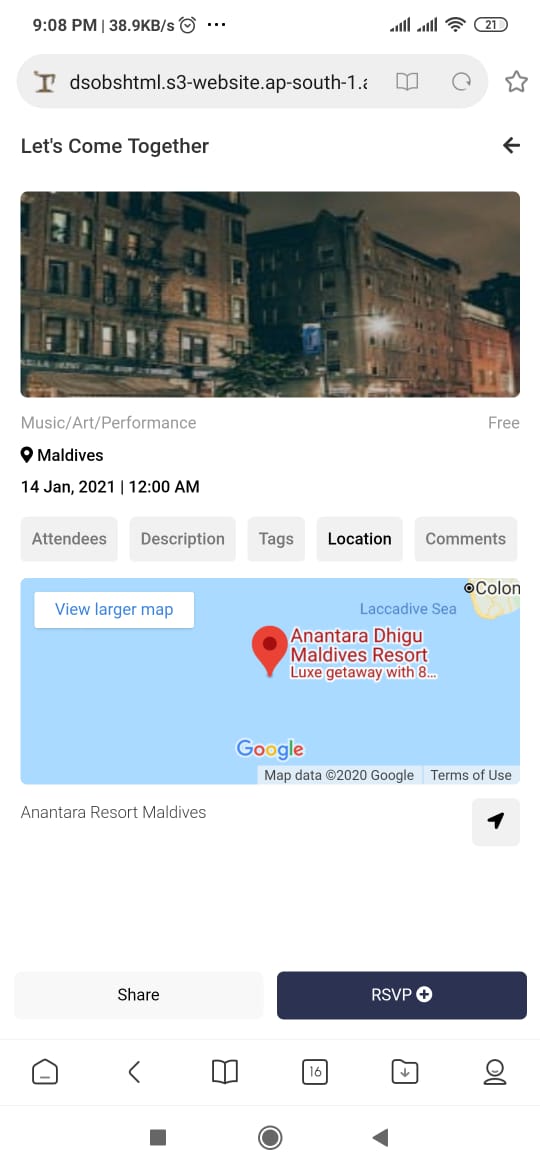 9:08 PM | 38.9KB/s
21
dsobshtml.s3-website.ap-south-1.a
Let's Come Together
Music/Art/Performance Free
Maldives
14 Jan, 2021 | 12:00 AM
Attendees Description Tags Location Comments
View larger map
Colon
Laccadive Sea
Anantara Dhigu
Maldives Resort
Luxe getaway with 8...
Google
Map data ©2020 Google Terms of Use
Anantara Resort Maldives
Share RSVP
16